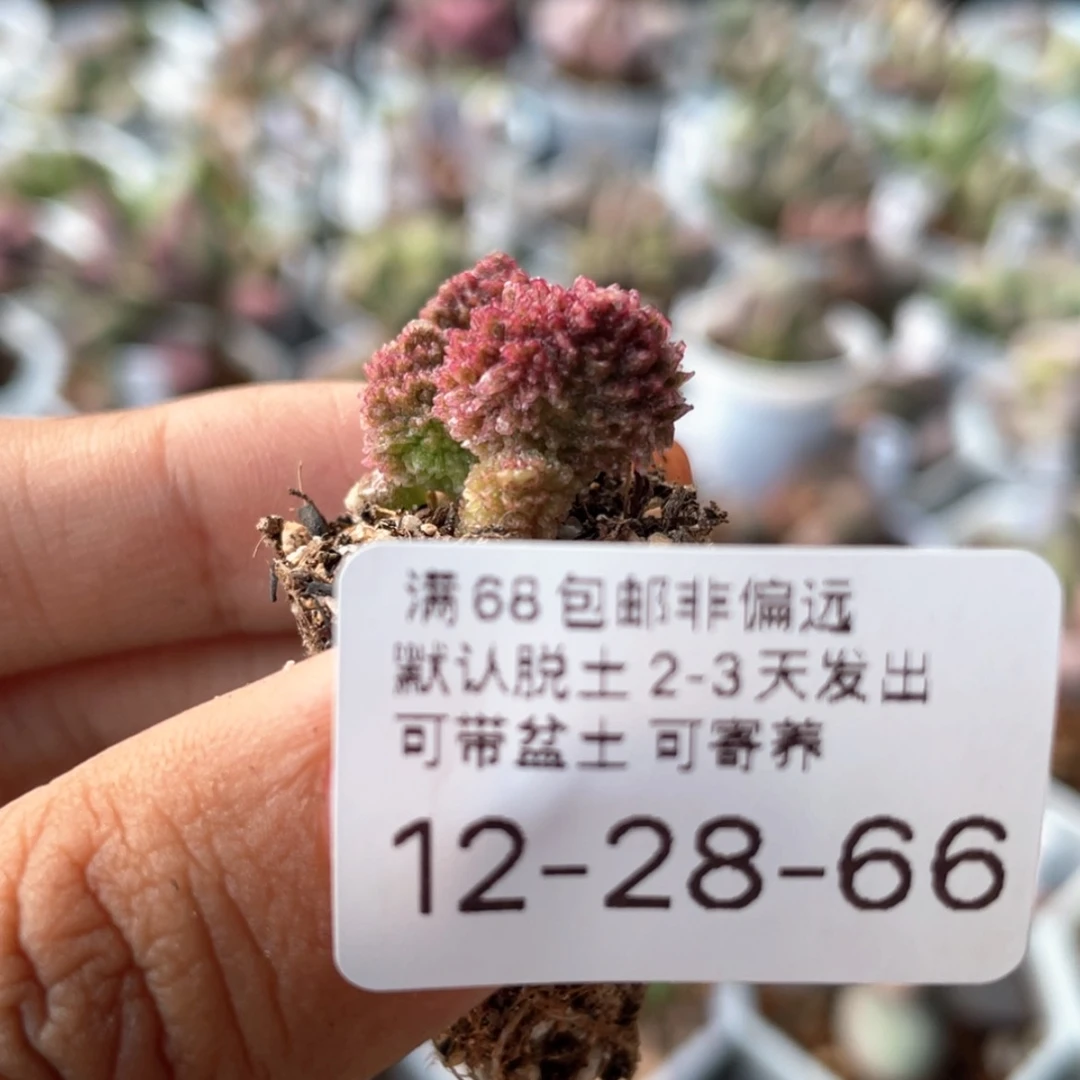 满68包邮非偏远
默认脱土2-3天发出
可带盆土 可寄养
12-28-66